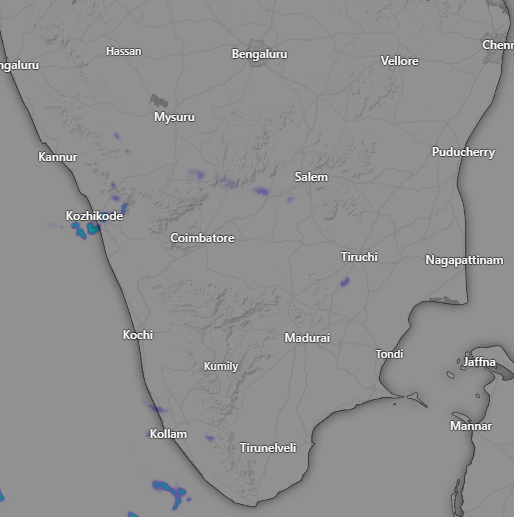 Hassan
Bengaluru
Chenn
ngaluru
Vellore
Mysuru
Kannur
Puducherry
Salem
Kozhikode
Coimbatore
Tiruchi
Nagapattinam
Kochi
Madurai
Tondi
Kumily
Jaffna
Mannar
Kollam
Tirunelveli